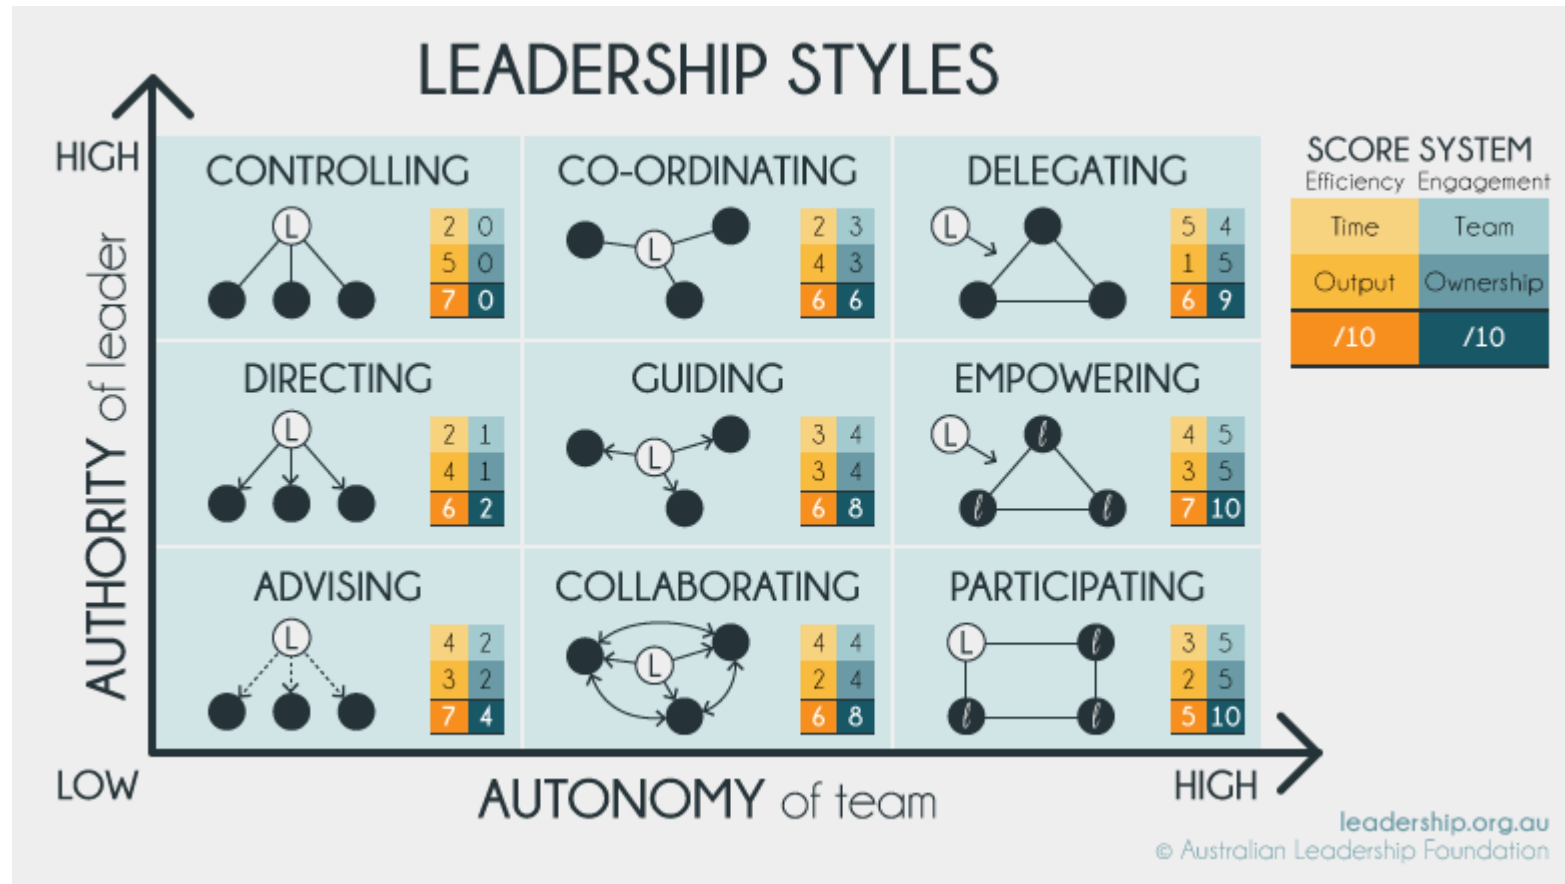 LEADERSHIP STYLES
HIGH
AUTHORITY of leader
LOW
CONTROLLING
L
2 0
5 0
7 0
CO-ORDINATING
L
2 3
4 3
6 6
DELEGATING
L
5 4
1 5
6 9
DIRECTING
L
2 1
4 1
6 2
GUIDING
L
3 4
3 4
6 8
EMPOWERING
L
ℓ
ℓ ℓ
4 5
3 5
7 10
ADVISING
L
4 2
3 2
7 4
COLLABORATING
L
4 4
2 4
6 8
PARTICIPATING
L ℓ
ℓ ℓ
3 5
2 5
5 10
AUTONOMY of team
HIGH
SCORE SYSTEM
Efficiency Engagement
Time Team
Output Ownership
/10 /10
leadership.org.au
© Australian Leadership Foundation